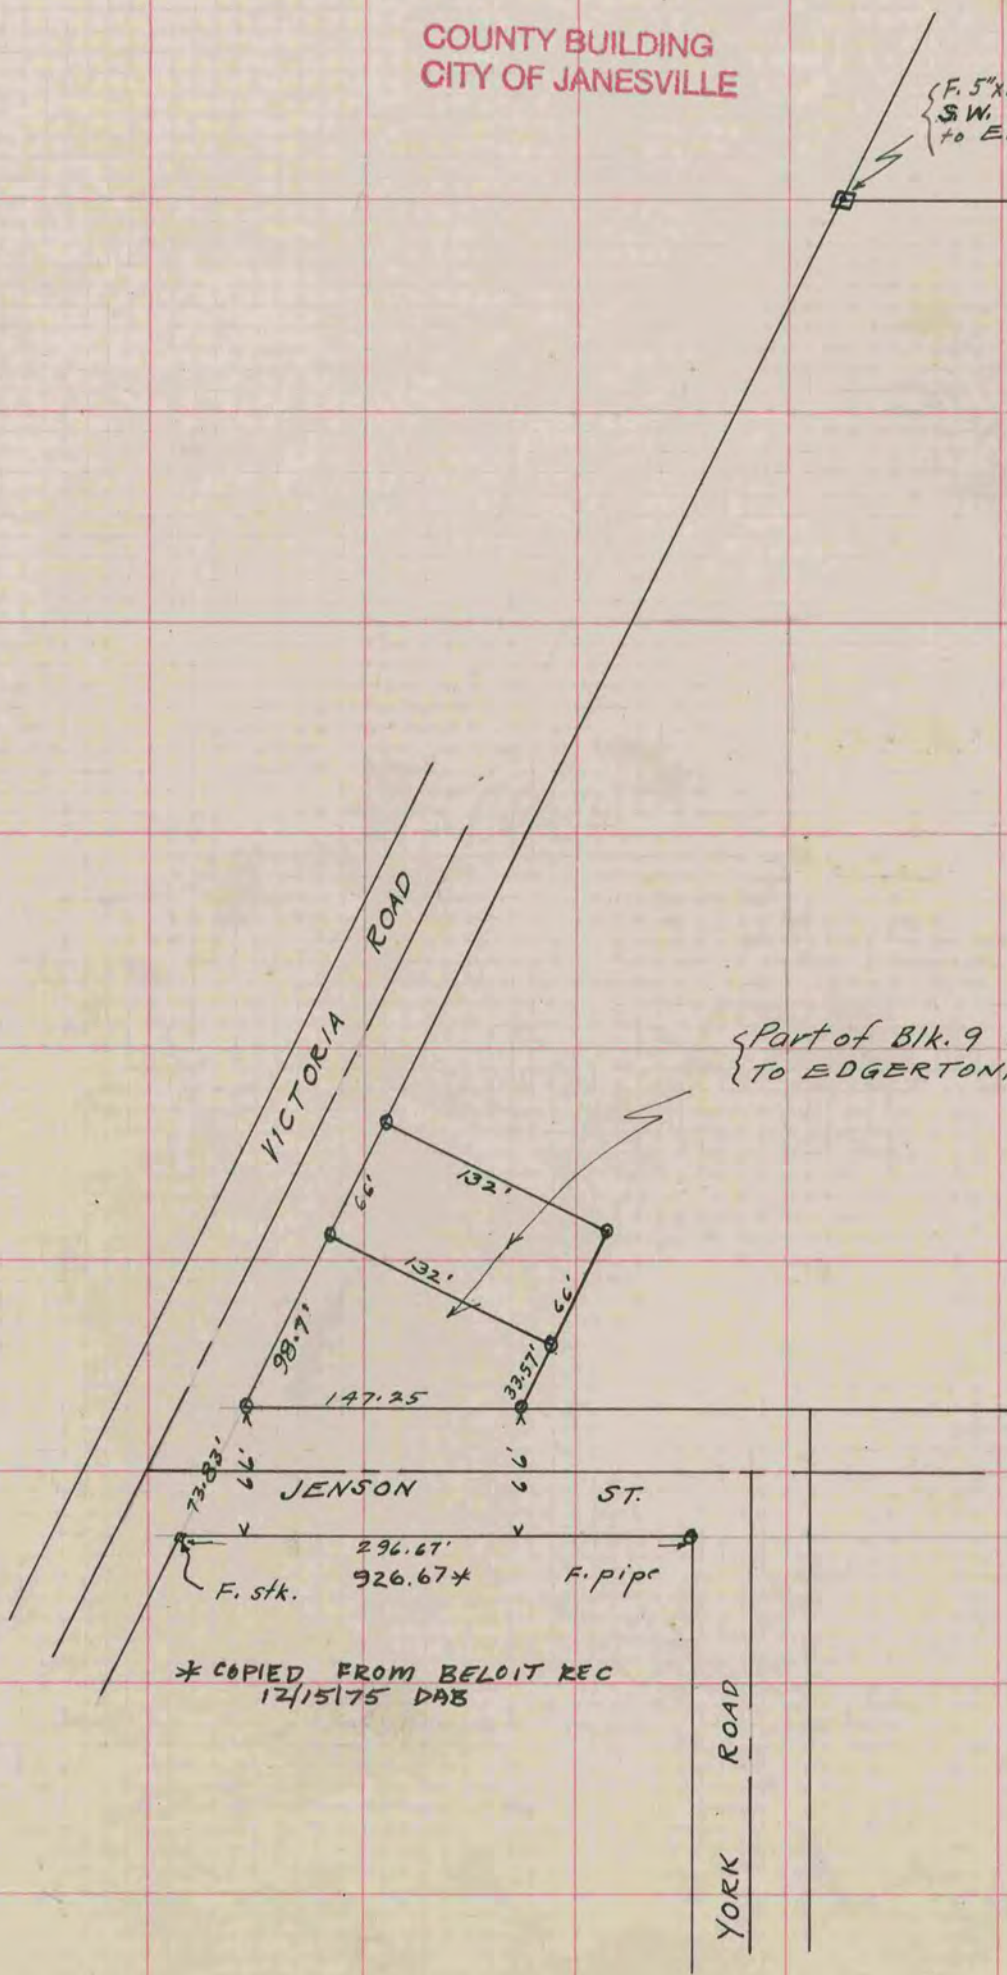 COUNTY BUILDING
CITY OF JANESVILLE
F. 5"x
S.W.
to E
VICTORIA ROAD
Part of Blk. 9
TO EDGERTON,
132'
66'
132'
66'
98.7'
33.57'
147.25
73.83'
66'
66'
JENSON ST.
296.67'
926.67*
F. stk.
F. pipe
* COPIED FROM BELOIT REC
12/15/75 DAB
YORK ROAD